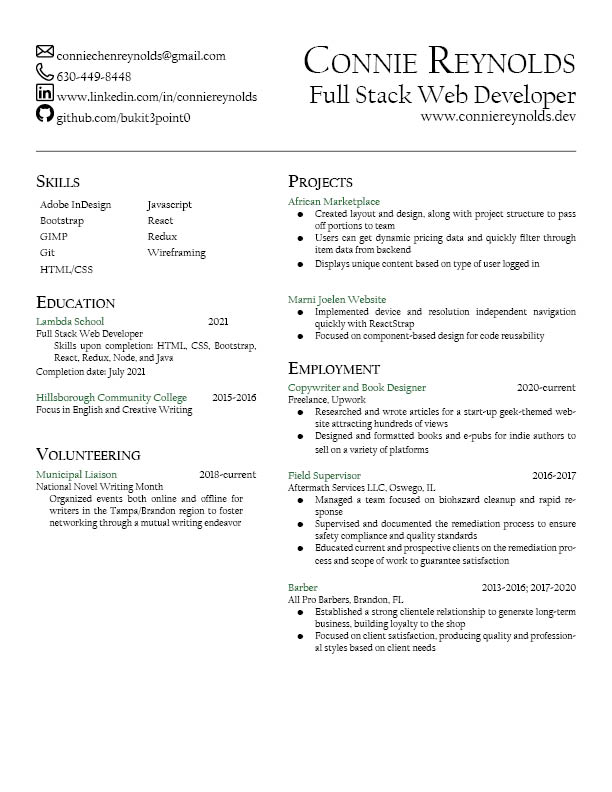 conniechenreynolds@gmail.com
630-449-8448
www.linkedin.com/in/conniereynolds
github.com/bukit3point0
Connie Reynolds
Full Stack Web Developer
www.conniereynolds.dev
Skills
Adobe InDesign Javascript
Bootstrap React
GIMP Redux
Git Wireframing
HTML/CSS
Education
Lambda School 2021
Full Stack Web Developer
Skills upon completion: HTML, CSS, Bootstrap,
React, Redux, Node, and Java
Completion date: July 2021
Hillsborough Community College 2015-2016
Focus in English and Creative Writing
Volunteering
Municipal Liaison 2018-current
National Novel Writing Month
Organized events both online and offline for
writers in the Tampa/Brandon region to foster
networking through a mutual writing endeavor
Projects
African Marketplace
● Created layout and design, along with project structure to pass
off portions to team
● Users can get dynamic pricing data and quickly filter through
item data from backend
● Displays unique content based on type of user logged in
Marni Joelen Website
● Implemented device and resolution independent navigation
quickly with ReactStrap
● Focused on component-based design for code reusability
Employment
Copywriter and Book Designer 2020-current
Freelance, Upwork
● Researched and wrote articles for a start-up geek-themed web-
site attracting hundreds of views
● Designed and formatted books and e-pubs for indie authors to
sell on a variety of platforms
Field Supervisor 2016-2017
Aftermath Services LLC, Oswego, IL
● Managed a team focused on biohazard cleanup and rapid re-
sponse
● Supervised and documented the remediation process to ensure
safety compliance and quality standards
● Educated current and prospective clients on the remediation pro-
cess and scope of work to guarantee satisfaction
Barber 2013-2016; 2017-2020
All Pro Barbers, Brandon, FL
● Established a strong clientele relationship to generate long-term
business, building loyalty to the shop
● Focused on client satisfaction, producing quality and profession-
al styles based on client needs